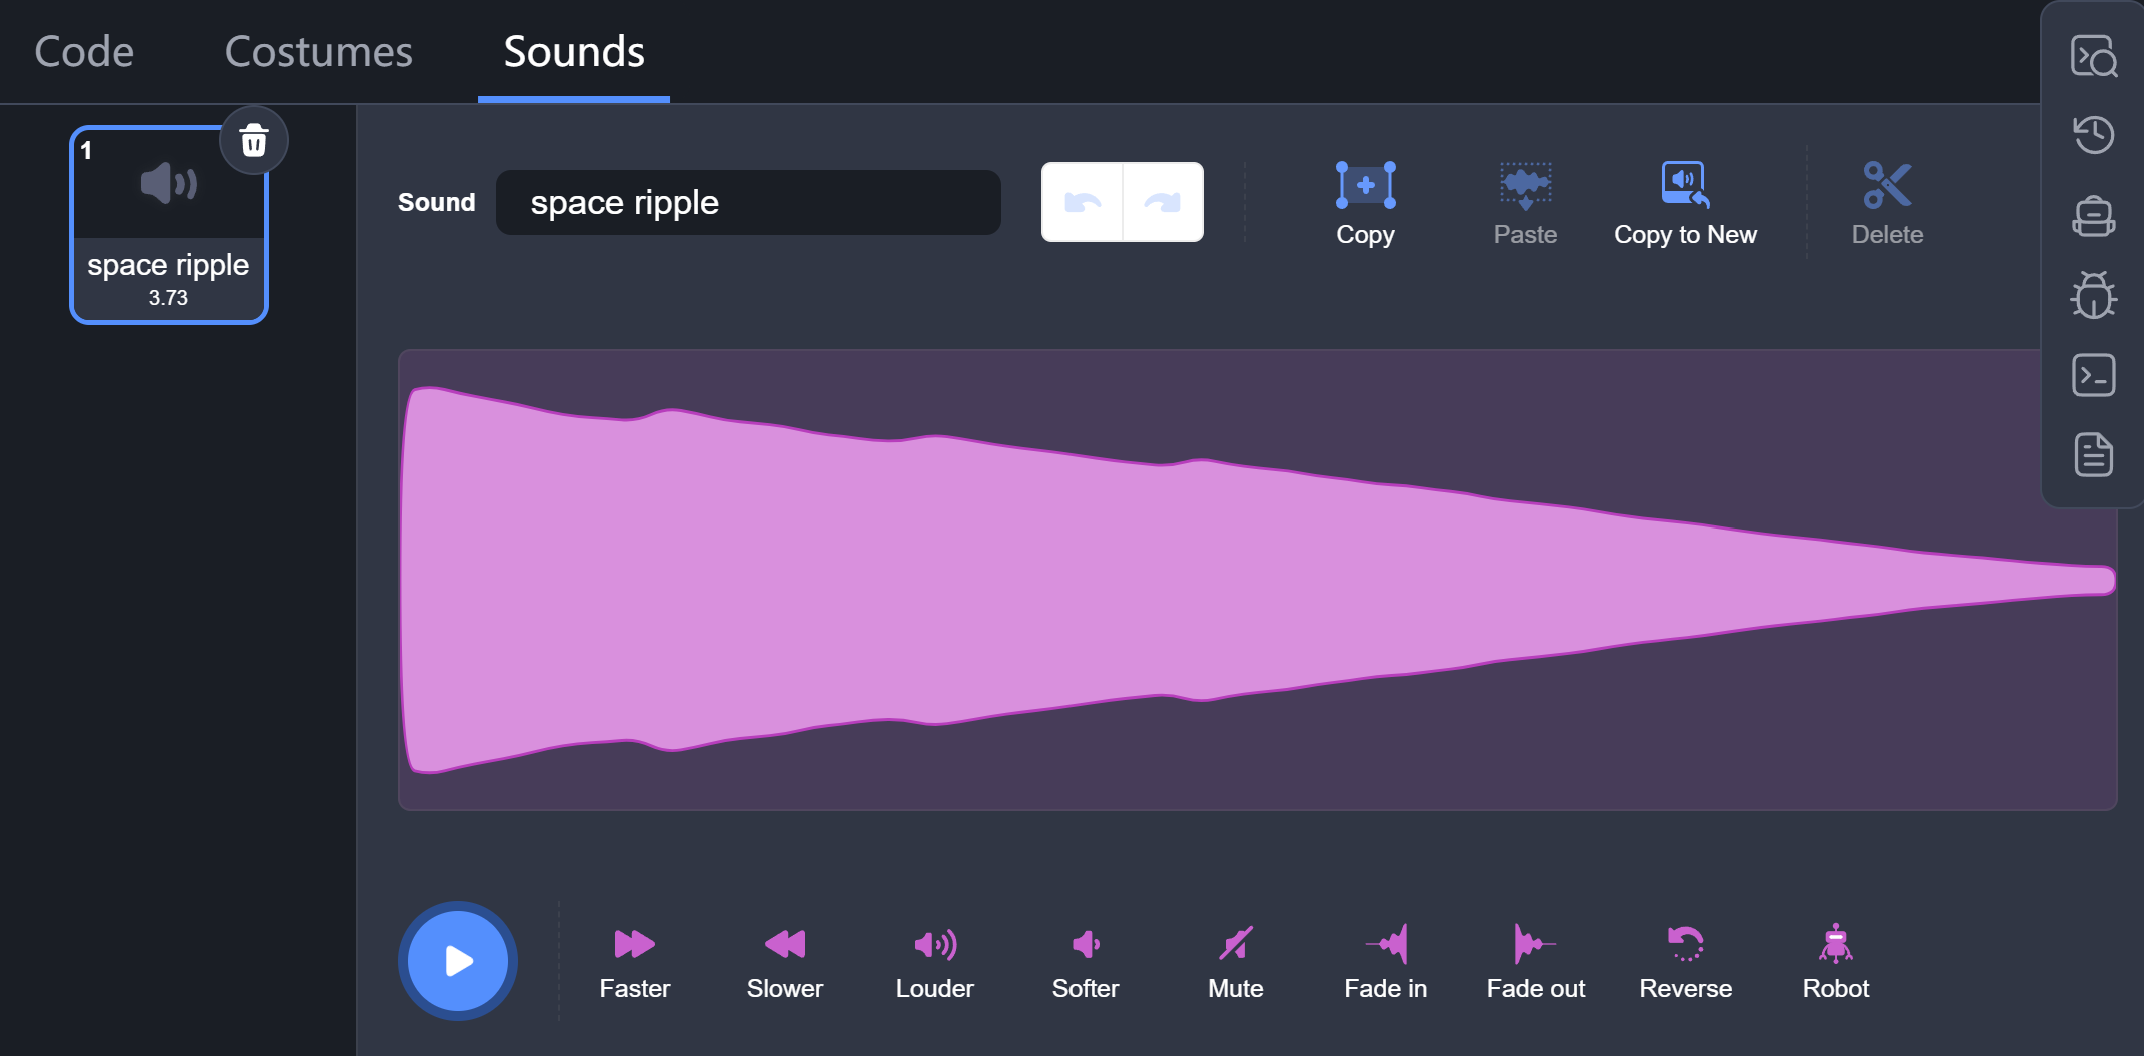 Code Costumes Sounds
1
space ripple
3.73
Sound space ripple
Copy Paste Copy to New Delete
Faster Slower Louder Softer Mute Fade in Fade out Reverse Robot